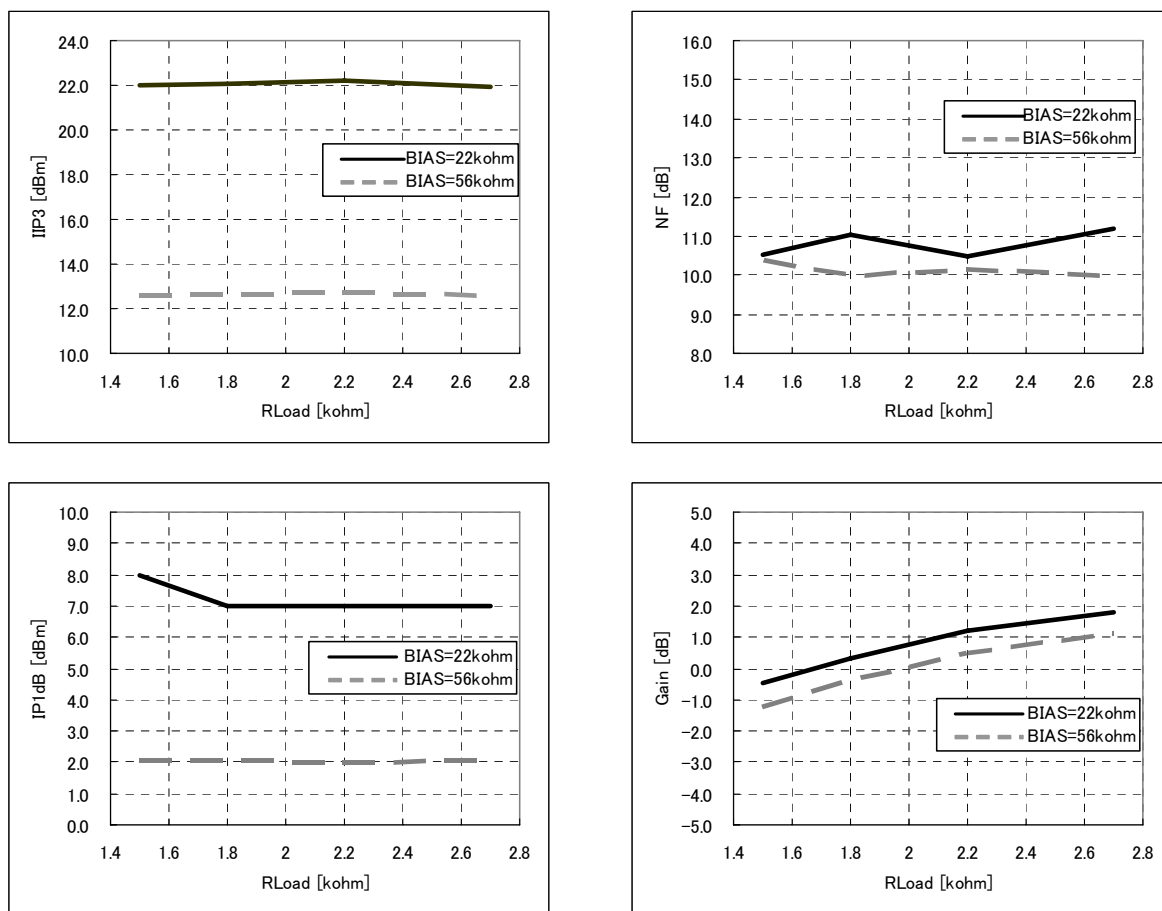 24.0
22.0
20.0
18.0
16.0
14.0
12.0
10.0
IIP3 [dBm]
BIAS=22kohm
BIAS=56kohm
1.4 1.6 1.8 2 2.2 2.4 2.6 2.8
RLoad [kohm]
16.0
15.0
14.0
13.0
12.0
11.0
10.0
9.0
8.0
NF [dB]
BIAS=22kohm
BIAS=56kohm
1.4 1.6 1.8 2 2.2 2.4 2.6 2.8
RLoad [kohm]
10.0
9.0
8.0
7.0
6.0
5.0
4.0
3.0
2.0
1.0
0.0
IP1dB [dBm]
BIAS=22kohm
BIAS=56kohm
1.4 1.6 1.8 2 2.2 2.4 2.6 2.8
RLoad [kohm]
5.0
4.0
3.0
2.0
1.0
0.0
-1.0
-2.0
-3.0
-4.0
-5.0
Gain [dB]
BIAS=22kohm
BIAS=56kohm
1.4 1.6 1.8 2 2.2 2.4 2.6 2.8
RLoad [kohm]